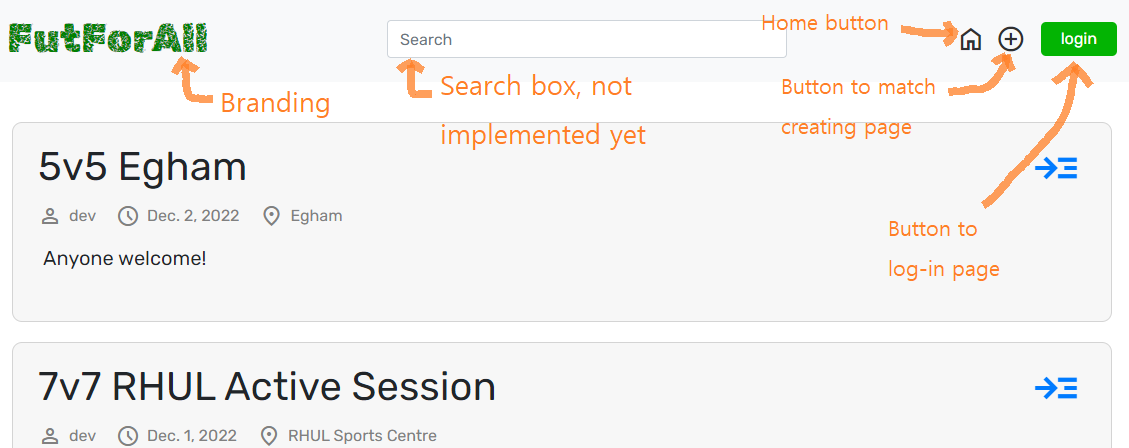 FutForAll
Search
Home button
login
Branding
Search box, not
implemented yet
Button to match
creating page
5v5 Egham
dev Dec. 2, 2022 Egham
Anyone welcome!
Button to
log-in page
7v7 RHUL Active Session
dev Dec. 1, 2022 RHUL Sports Centre